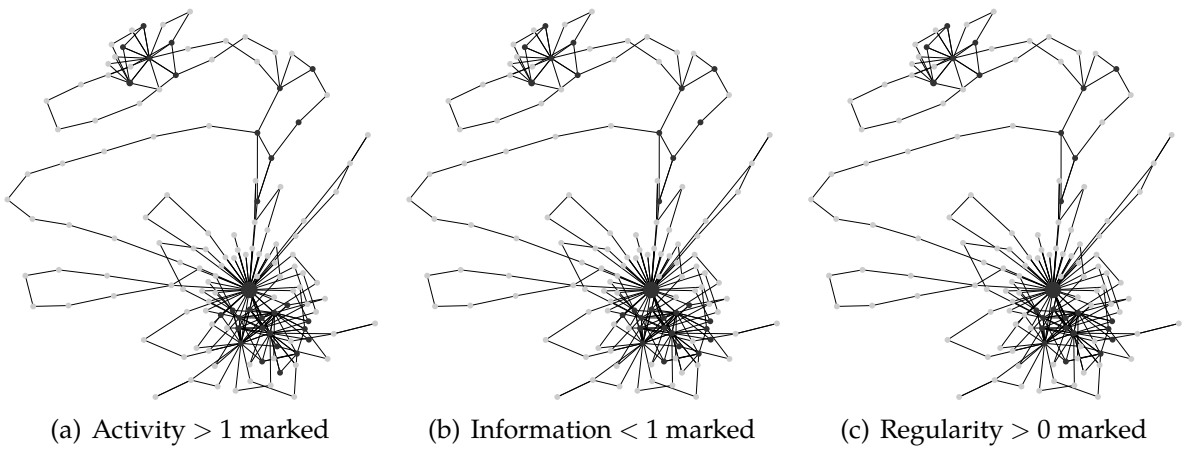 (a) Activity > 1 marked
(b) Information < 1 marked
(c) Regularity > 0 marked